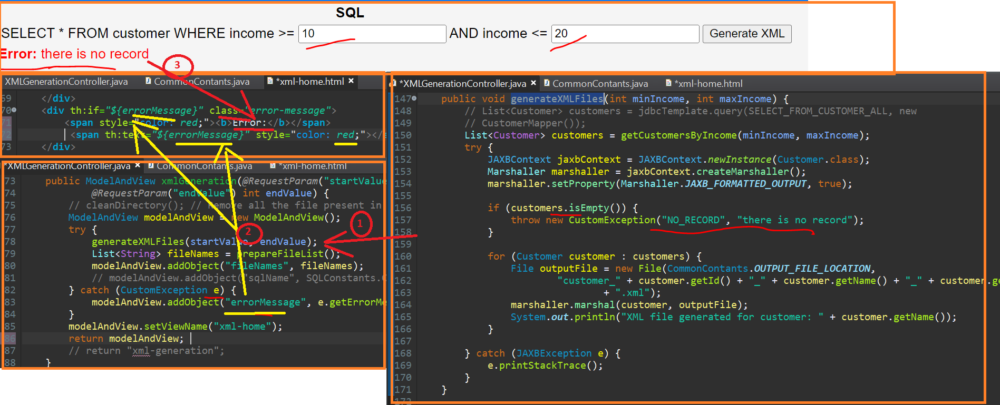 SQL
SELECT * FROM customer WHERE income >= 10 AND income <= 20 Generate XML
Error: there is no record
3
XMLGenerationController.java CommonContants.java *xml-home.html
69 </div>
70 <div th:if="${errorMessage}" class="error-message">
71 <span style="color: red;"><b>Error:</b></span>
72 <span th:text="${errorMessage}" style="color: red;"></
73 </div>
*XMLGenerationController.java CommonContants.java *xml-home.html
73 public ModelAndView xmlGeneration(@RequestParam("startValue
74 @RequestParam("endValue") int endValue) {
75 // cleanDirectory(); // Remove all the file present in
76 ModelAndView modelAndView = new ModelAndView();
77 try {
78 generateXMLFiles(startValue, endValue);
79 List<String> fileNames = prepareFileList();
80 modelAndView.addObject("fileNames", fileNames);
81 // modelAndView.addObject("sqlName", SQLConstants.
82 } catch (CustomException e) {
83 modelAndView.addObject("errorMessage", e.getErrorMe
84 }
85 modelAndView.setViewName("xml-home");
86 return modelAndView;
87 // return "xml-generation";
88 }
2
1
*XMLGenerationController.java CommonContants.java *xml-home.html
147 public void generateXMLFiles(int minIncome, int maxIncome) {
148 // List<Customer> customers = jdbcTemplate.query(SELECT_FROM_CUSTOMER_ALL, new
149 // CustomerMapper());
150 List<Customer> customers = getCustomersByIncome(minIncome, maxIncome);
151 try {
152 JAXBContext jaxbContext = JAXBContext.newInstance(Customer.class);
153 Marshaller marshaller = jaxbContext.createMarshaller();
154 marshaller.setProperty(Marshaller.JAXB_FORMATTED_OUTPUT, true);
155
156 if (customers.isEmpty()) {
157 throw new CustomException("NO_RECORD", "there is no record");
158 }
159
160 for (Customer customer : customers) {
161 File outputFile = new File(CommonContants.OUTPUT_FILE_LOCATION,
162 "customer_" + customer.getId() + "_" + customer.getName() + "_" + customer.ge
163 + ".xml");
164 marshaller.marshal(customer, outputFile);
165 System.out.println("XML file generated for customer: " + customer.getName());
166 }
167
168 } catch (JAXBException e) {
169 e.printStackTrace();
170 }
171 }